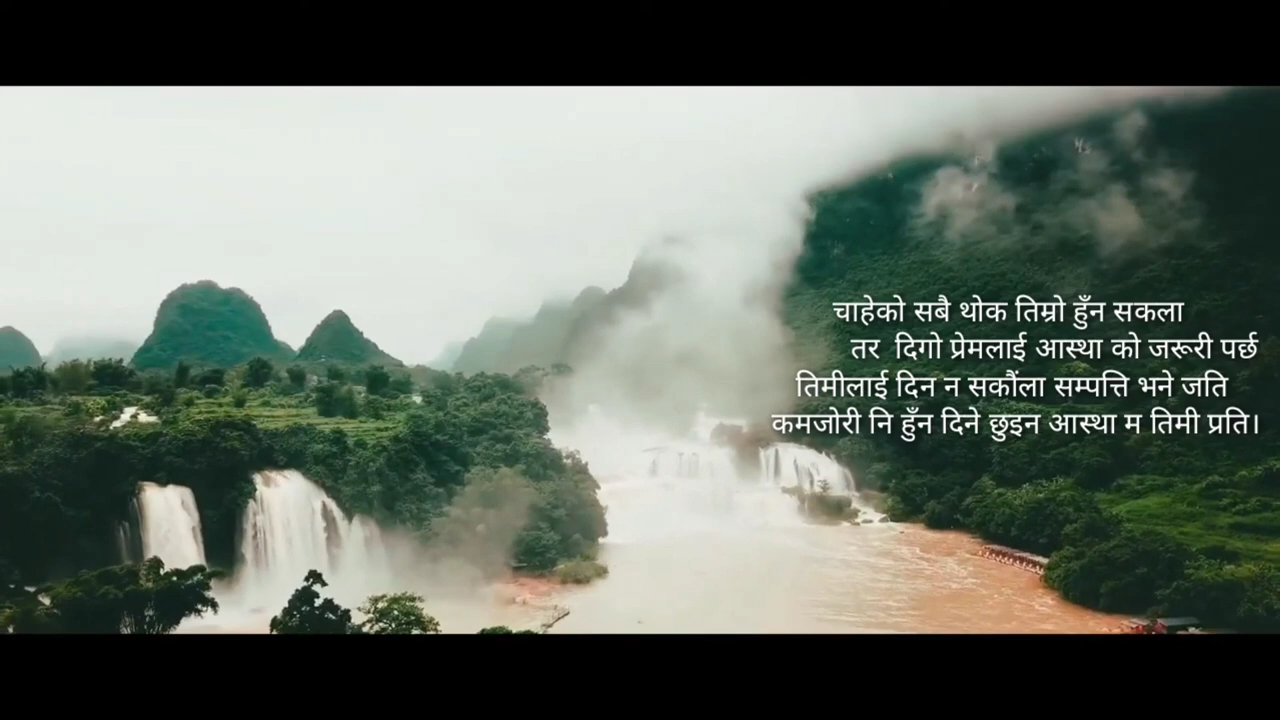 चाहेको सबै थोक तिम्रो हुँन सकला
तर दिगो प्रेमलाई आस्था को जरूरी पर्छ
तिमीलाई दिन न सकौंला सम्पत्ति भने जति
कमजोरी नि हुँन दिने छुइन आस्था म तिमी प्रति।